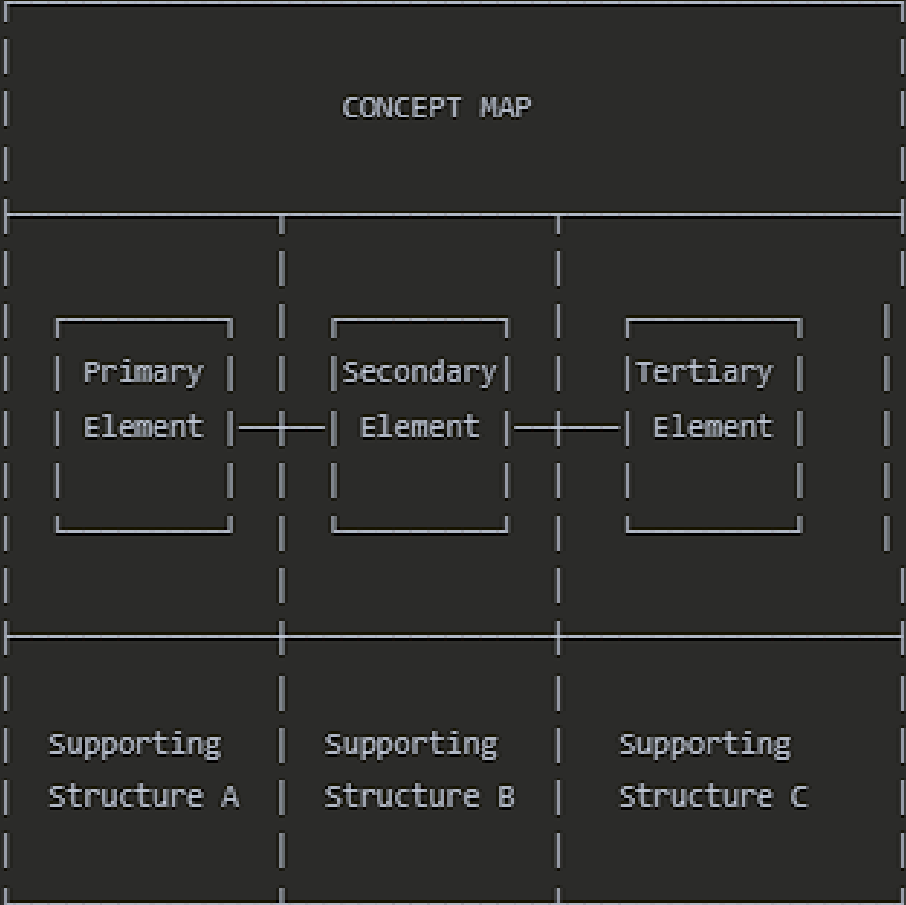 CONCEPT MAP
Primary
Element
Secondary
Element
Tertiary
Element
Supporting
Structure A
Supporting
Structure B
Supporting
Structure C